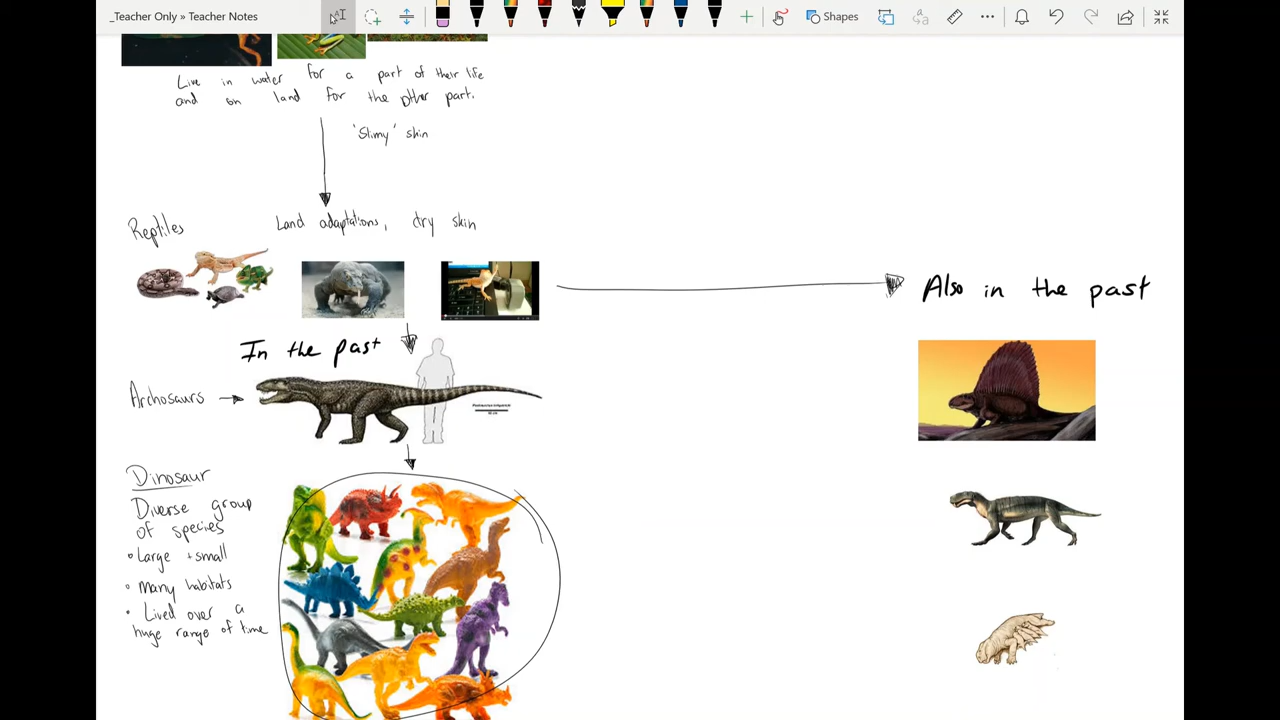 _Teacher Only » Teacher Notes
Shapes
Live in water for a part of their life
and on land for the other part.
'Slimy' skin
Reptiles
Land adaptations, dry skin
Also in the past
In the past
Archosaurs
Dinosaur
Diverse group
of species
• Large + small
• Many habitats
• Lived over a
huge range of time